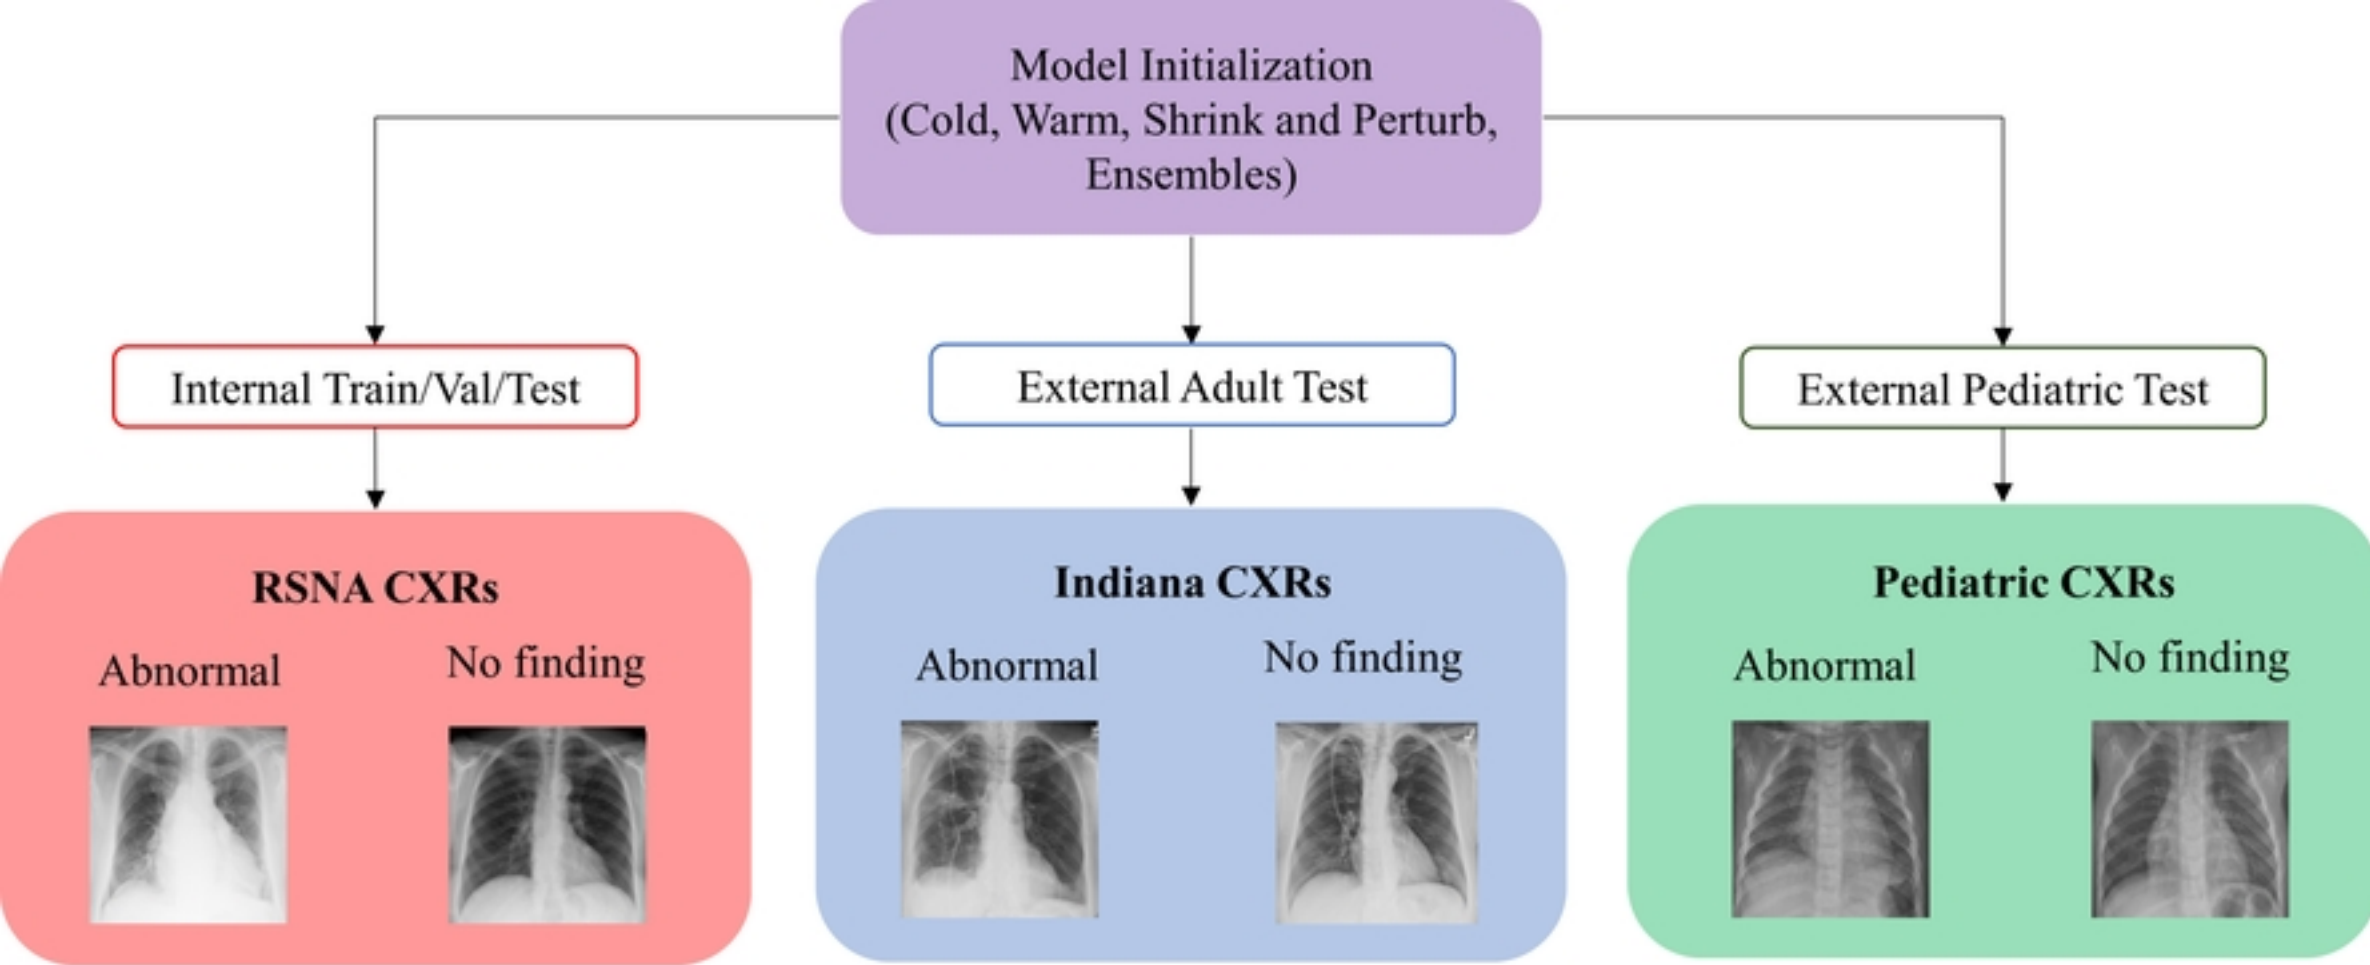 Model Initialization
(Cold, Warm, Shrink and Perturb,
Ensembles)
Internal Train/Val/Test
External Adult Test
External Pediatric Test
RSNA CXRs
Abnormal
No finding
Indiana CXRs
Abnormal
No finding
Pediatric CXRs
Abnormal
No finding